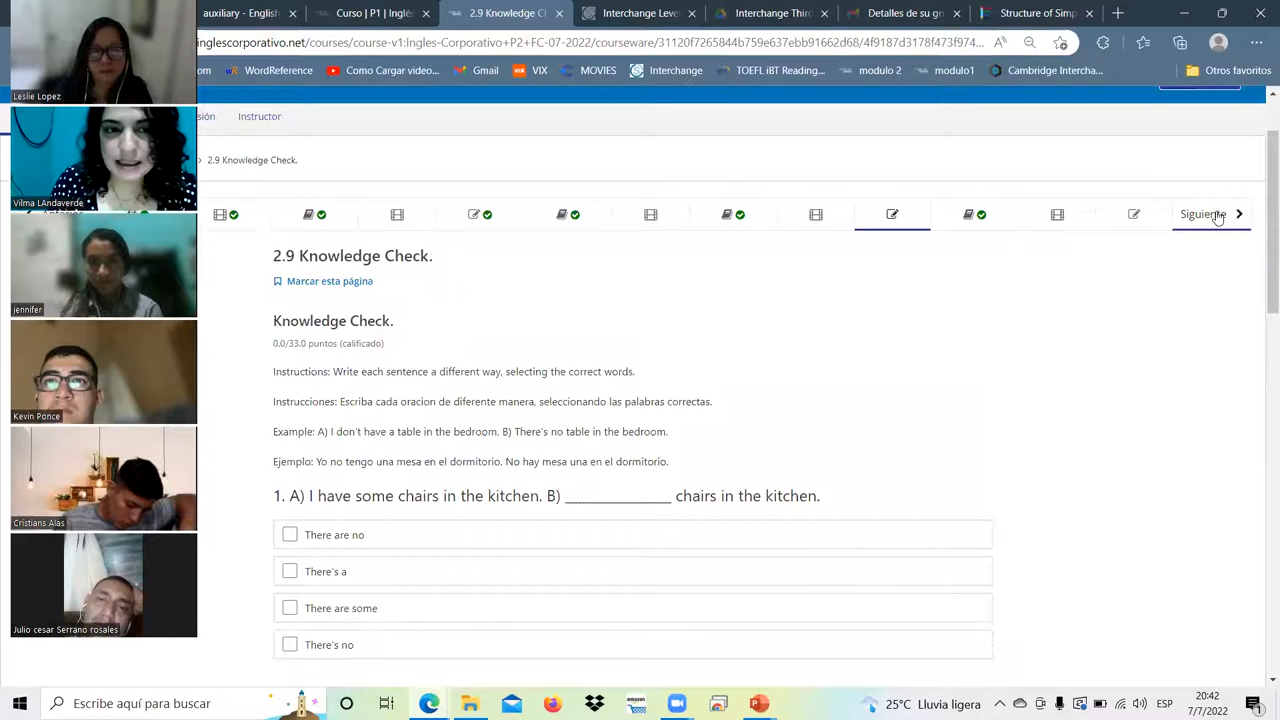 auxiliary
Curso | P1 | Inglés
2.9 Knowledge C
Interchange Leve
Interchange Third
Detalles de su g
Structure of Simp
inglescorporativo.net/courses/course-v1:Ingles-Corporativo+P2+FC-07-2022/courseware/31120f7265844b759e637ebb91662d68/4f9187d3178f473f974...
om
WordReference
Como Cargar video...
Gmail
VIX
MOVIES
Interchange
TOEFL iBT Readng...
modulo 2
modulo1
Cambridge Intercha...
Otros favoritos
sión
Instructor
2.9 Knowledge Check.
Siguiente
2.9 Knowledge Check.
Marcar esta página
Knowledge Check.
0.0/33.0 puntos (calificado)
Instructions: Write each sentence a different way, selecting the correct words.
Instrucciones: Escriba cada oracion de diferente manera, seleccionando las palabras correctas.
Example: A) I don't have a table in the bedroom. B) There's no table in the bedroom.
Ejemplo: Yo no tengo una mesa en el dormitorio. No hay mesa una en el dormitorio.
1. A) I have some chairs in the kitchen. B) _______________ chairs in the kitchen.
There are no
There's a
There are some
There's no
Leslie Lopez
Vilma LAndaverde
jennifer
Kevin Ponce
Cristians Alas
Julio cesar Serrano rosales
Escribe aquí para buscar
25°C Lluvia ligera
ESP
20:42
7/7/2022